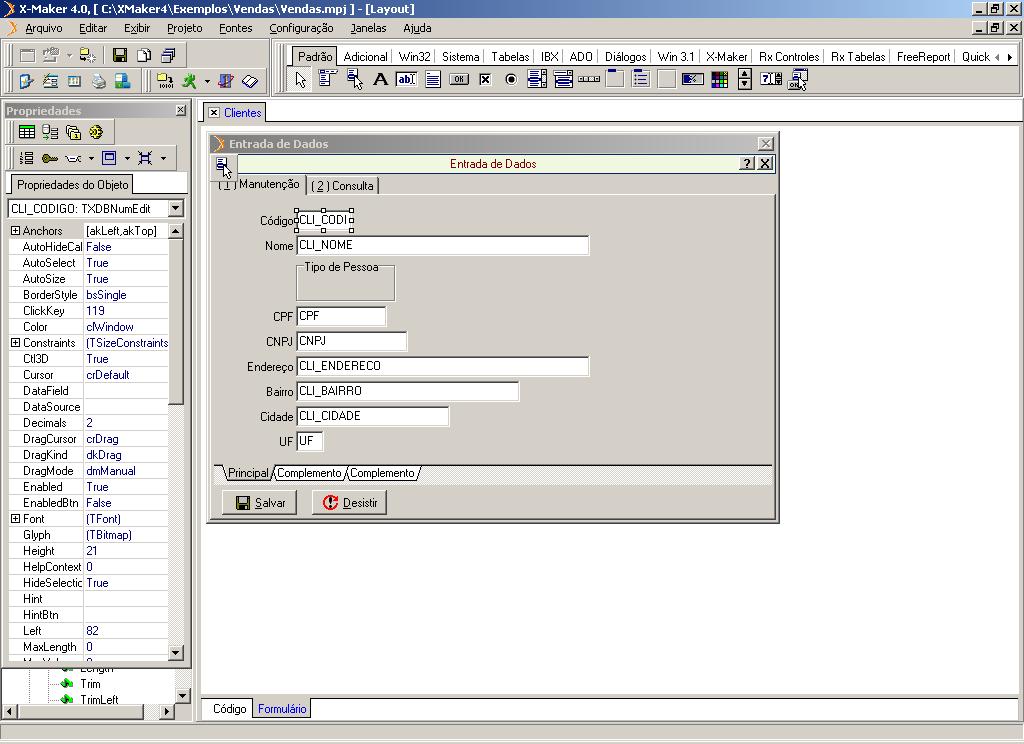 X-Maker 4.0, [ C:\XMaker4\Exemplos\Vendas\Vendas.mpj ] - [Layout]
Arquivo Editar Exibir Projeto Fontes Configuração Janelas Ajuda
Padrão Adicional Win32 Sistema Tabelas IBX ADO Diálogos Win 3.1 X-Maker Rx Controles Rx Tabelas FreeReport Quick
Propriedades
Propriedades do Objeto
CLI_CODIGO: TXDBNumEdit
Anchors [akLeft,akTop]
AutoHideCal False
AutoSelect True
AutoSize True
BorderStyle bsSingle
ClickKey 119
Color clWindow
Constraints (TSizeConstraints
Ctl3D True
Cursor crDefault
DataField
DataSource
Decimals 2
DragCursor crDrag
DragKind dkDrag
DragMode dmManual
Enabled True
EnabledBtn False
Font (TFont)
Glyph (TBitmap)
Height 21
HelpContext 0
HideSelectic True
Hint
HintBtn
Left 82
MaxLength 0
Length
Trim
TrimLeft
Clientes
Entrada de Dados
Entrada de Dados
( 1 ) Manutenção ( 2 ) Consulta
Código CLI_CODI
Nome CLI_NOME
Tipo de Pessoa
CPF CPF
CNPJ CNPJ
Endereço CLI_ENDERECO
Bairro CLI_BAIRRO
Cidade CLI_CIDADE
UF UF
Principal Complemento Complemento
Salvar Desistir
Código Formulário